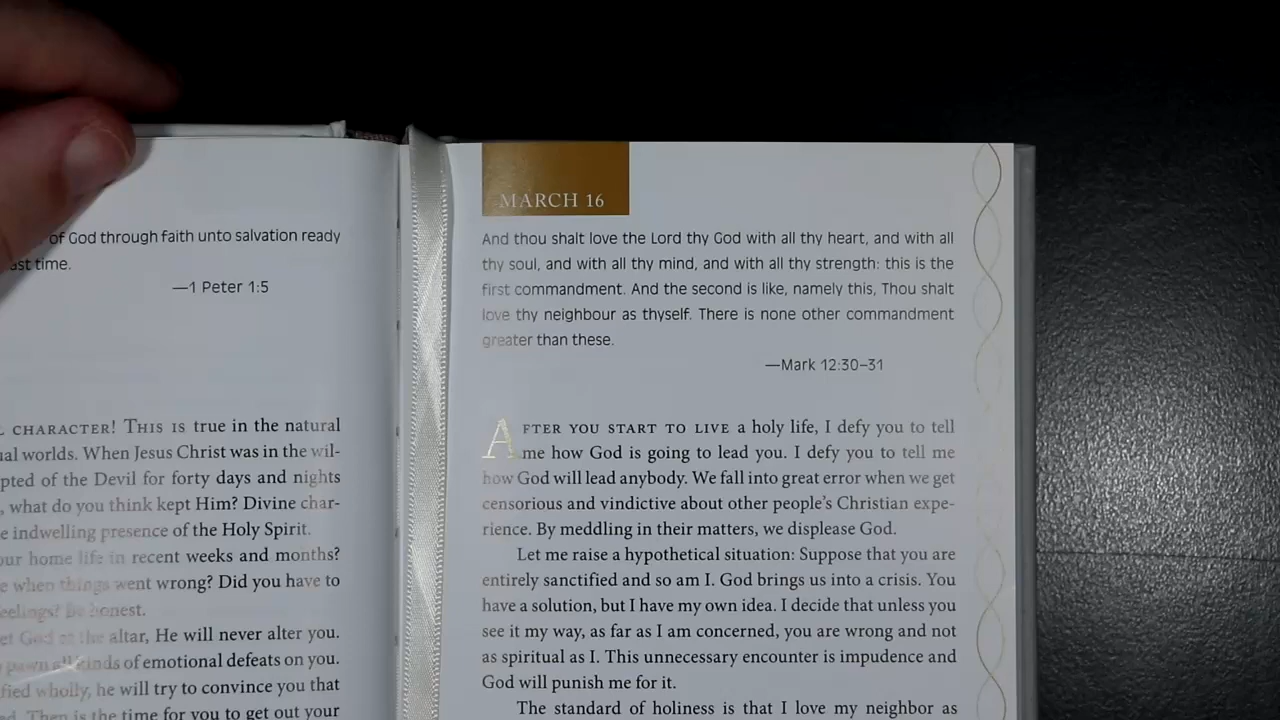 of God through faith unto salvation ready
ast time.
—1 Peter 1:5
CHARACTER! THIS IS true in the natural
ual worlds. When Jesus Christ was in the wil-
pted of the Devil for forty days and nights
, what do you think kept Him? Divine char-
e indwelling presence of the Holy Spirit.
our home life in recent weeks and months?
e when things went wrong? Did you have to
feelings? Be honest.
et God at the altar, He will never alter you.
pawn all kinds of emotional defeats on you.
fied wholly, he will try to convince you that
Then is the time for you to get out your
MARCH 16
And thou shalt love the Lord thy God with all thy heart, and with all
thy soul, and with all thy mind, and with all thy strength: this is the
first commandment. And the second is like, namely this, Thou shalt
love thy neighbour as thyself. There is none other commandment
greater than these.
—Mark 12:30–31
AFTER YOU START TO LIVE a holy life, I defy you to tell
me how God is going to lead you. I defy you to tell me
how God will lead anybody. We fall into great error when we get
censorious and vindictive about other people's Christian expe-
rience. By meddling in their matters, we displease God.
Let me raise a hypothetical situation: Suppose that you are
entirely sanctified and so am I. God brings us into a crisis. You
have a solution, but I have my own idea. I decide that unless you
see it my way, as far as I am concerned, you are wrong and not
as spiritual as I. This unnecessary encounter is impudence and
God will punish me for it.
The standard of holiness is that I love my neighbor as